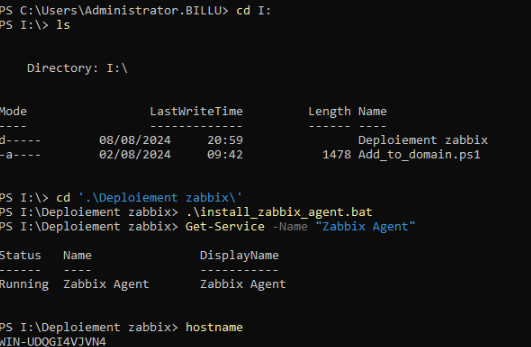 PS C:\Users\Administrator.BILLU> cd I:
PS I:\> ls
Directory: I:\
Mode LastWriteTime Length Name
---- ------------- ------ ----
d----- 08/08/2024 20:59 Deploiement zabbix
-a---- 02/08/2024 09:42 1478 Add_to_domain.ps1
PS I:\> cd '.\Deploiement zabbix\'
PS I:\Deploiement zabbix> .\install_zabbix_agent.bat
PS I:\Deploiement zabbix> Get-Service -Name "Zabbix Agent"
Status Name DisplayName
------ ---- -----------
Running Zabbix Agent Zabbix Agent
PS I:\Deploiement zabbix> hostname
WIN-UDQGI4VJVN4